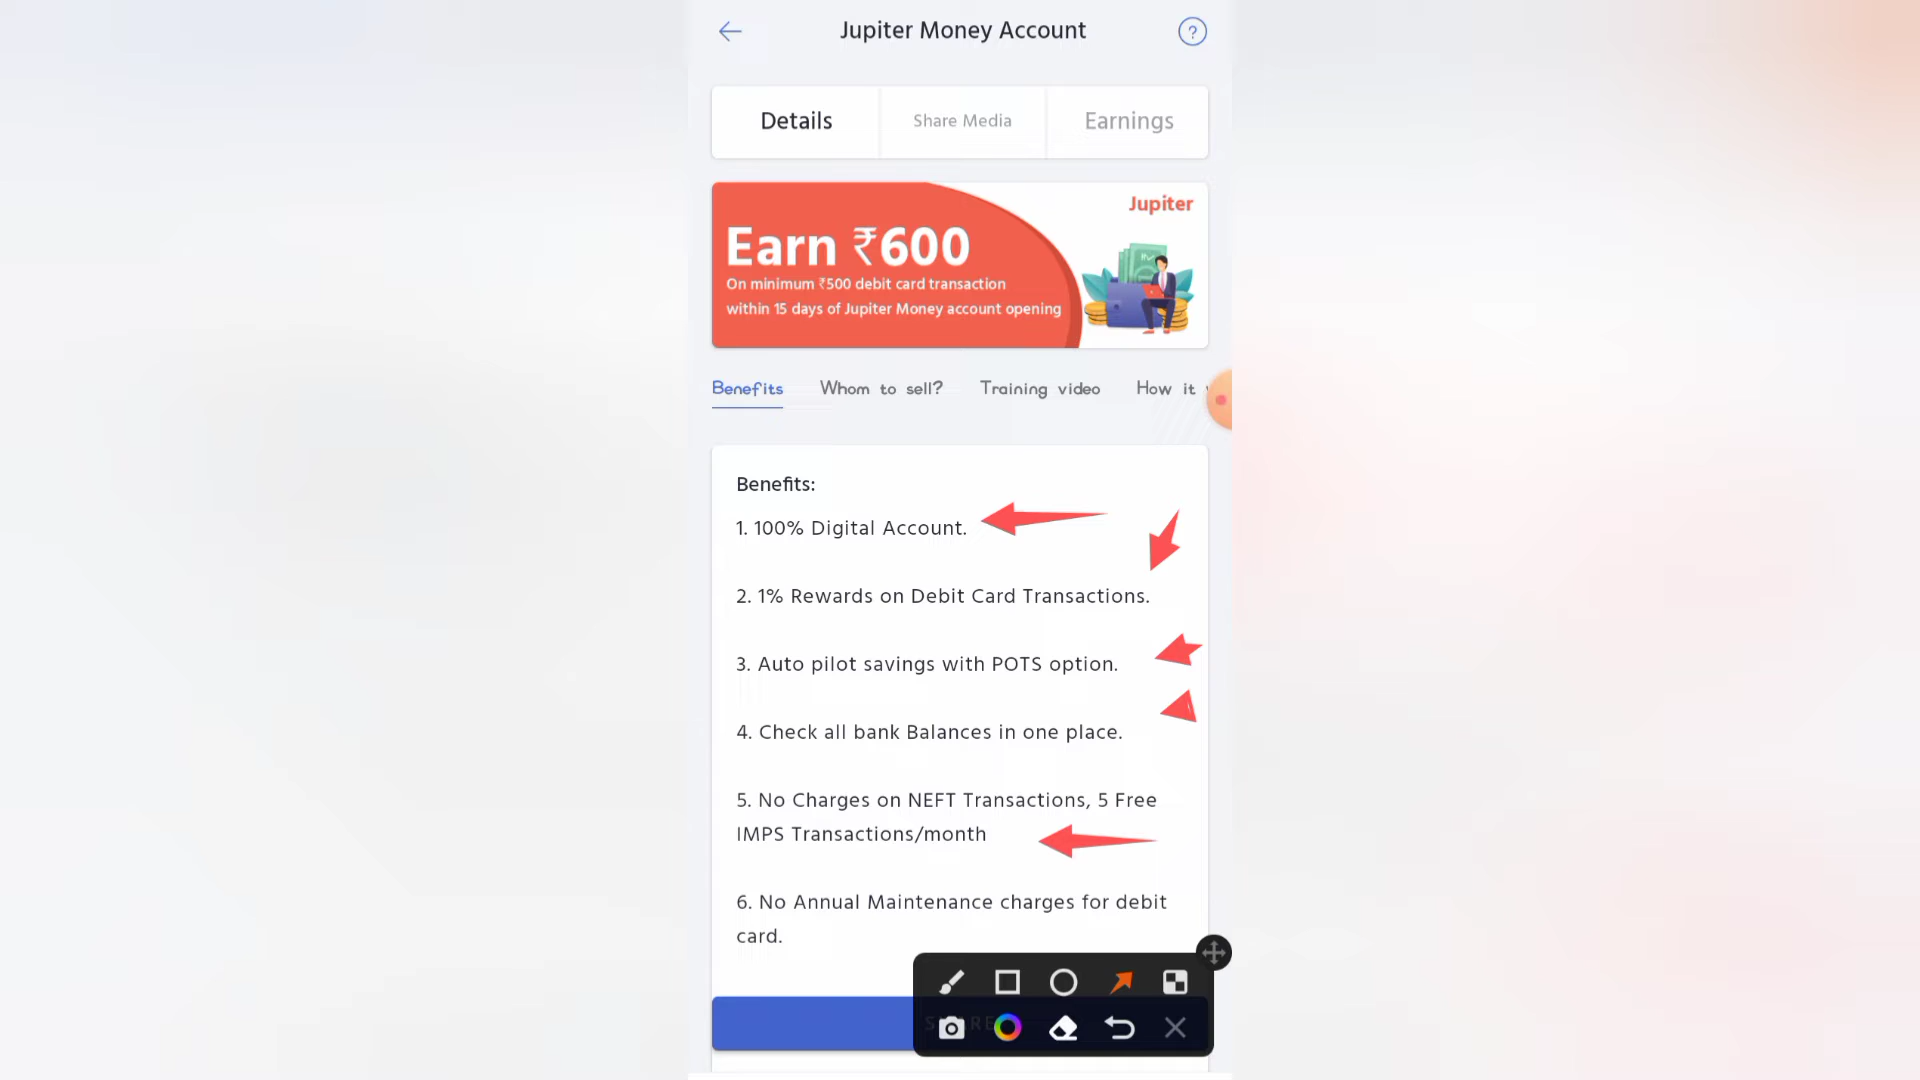 Jupiter Money Account
?
Details
Share Media
Earnings
Jupiter
Earn ₹600
On minimum ₹500 debit card transaction
within 15 days of Jupiter Money account opening
Benefits
Whom to sell?
Training video
How it
Benefits:
1. 100% Digital Account.
2. 1% Rewards on Debit Card Transactions.
3. Auto pilot savings with POTS option.
4. Check all bank Balances in one place.
5. No Charges on NEFT Transactions, 5 Free
IMPS Transactions/month
6. No Annual Maintenance charges for debit
card.